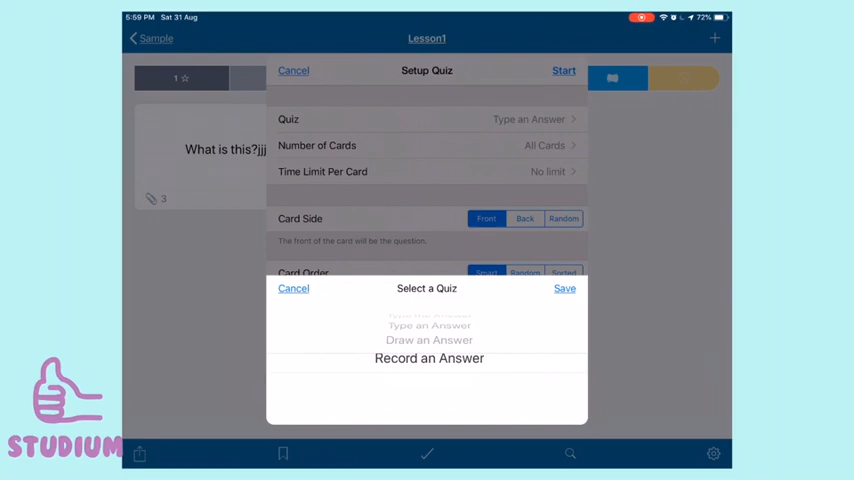 5:59 PM Sat 31 Aug
72%
Sample
Lesson1
1
Cancel
Setup Quiz
Start
Quiz
Type an Answer
Number of Cards
All Cards
Time Limit Per Card
No limit
What is this?jjj
3
Card Side
Front
Back
Random
The front of the card will be the question.
Card Order
Smart
Random
Sorted
Cancel
Select a Quiz
Save
Type an Answer
Draw an Answer
Record an Answer
STUDIUM